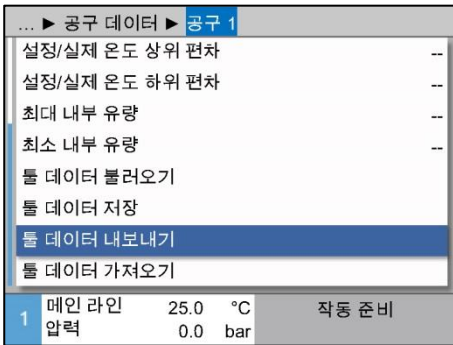 ... ► 공구 데이터 ► 공구 1
설정/실제 온도 상위 편차 --
설정/실제 온도 하위 편차 --
최대 내부 유량 --
최소 내부 유량 --
툴 데이터 불러오기
툴 데이터 저장
툴 데이터 내보내기
툴 데이터 가져오기
1 메인 라인 25.0 °C 작동 준비
압력 0.0 bar